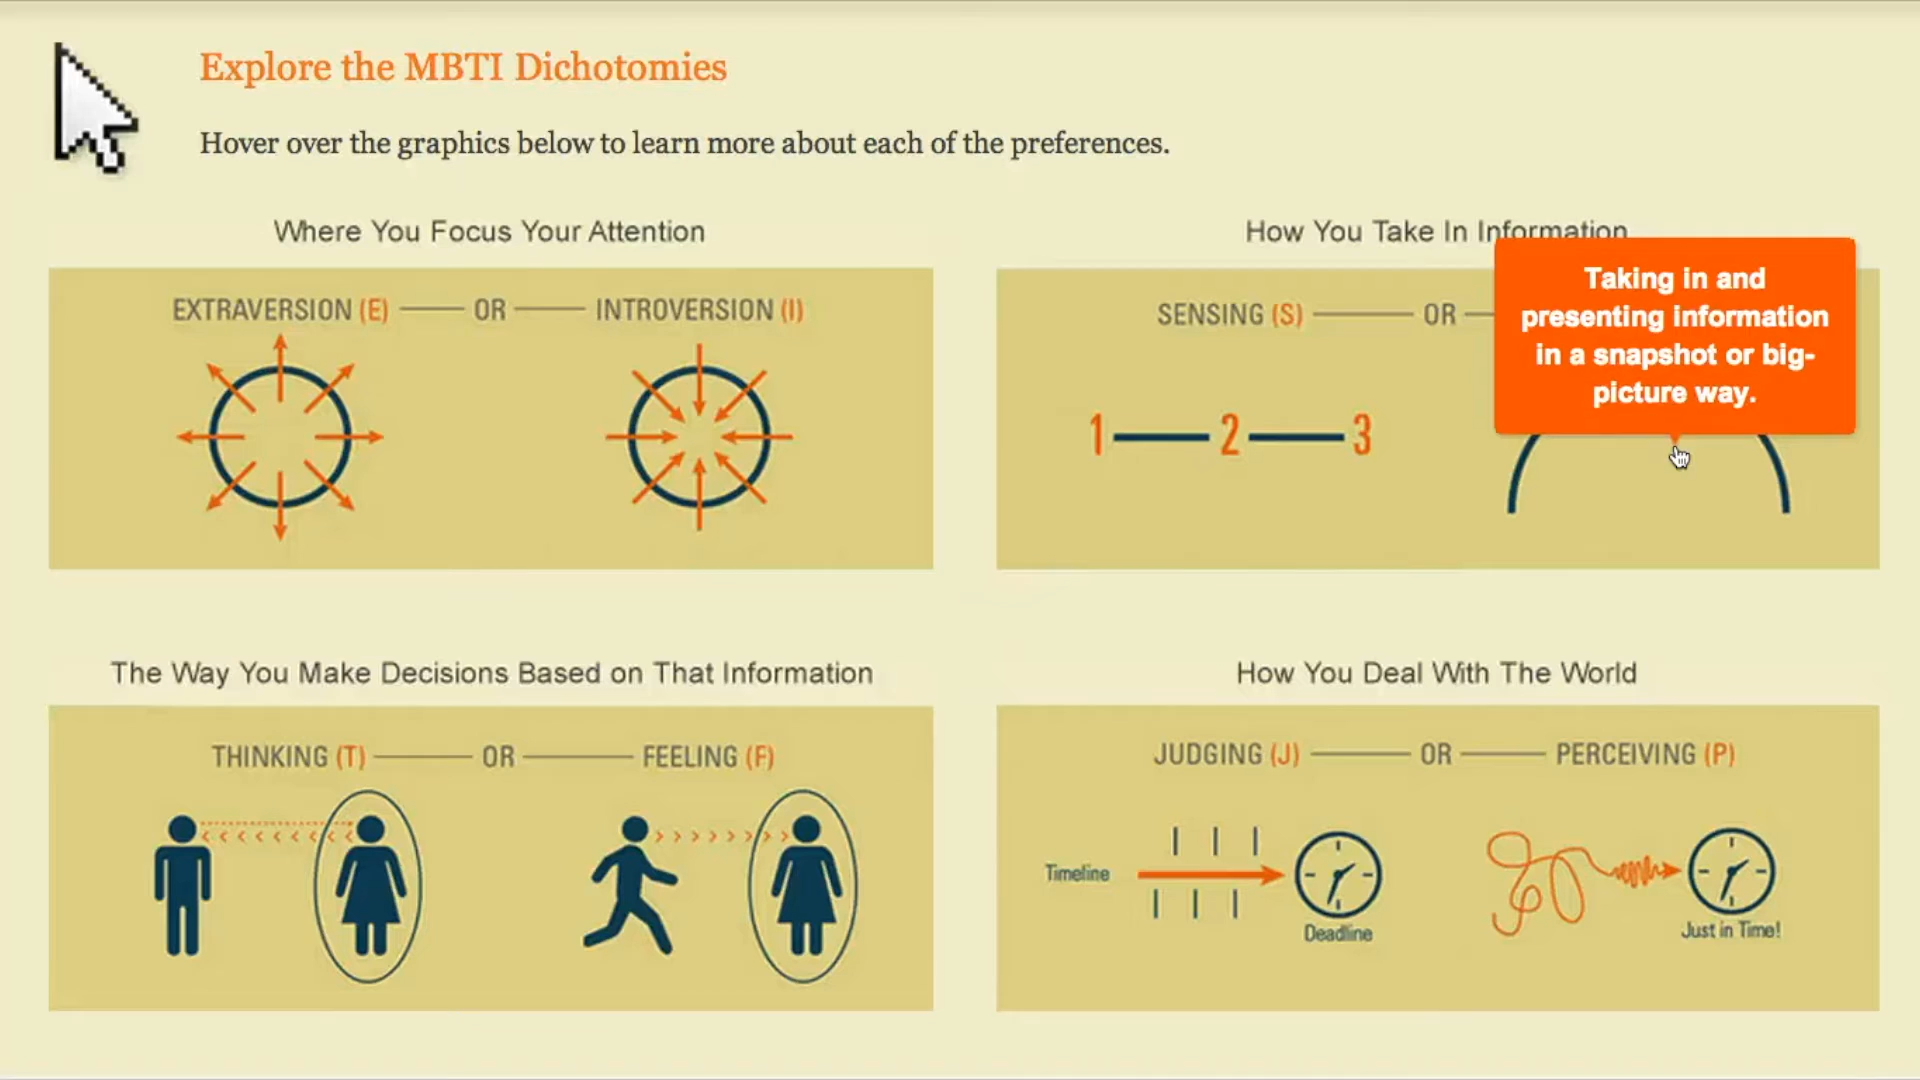 Explore the MBTI Dichotomies
Hover over the graphics below to learn more about each of the preferences.
Where You Focus Your Attention
EXTRAVERSION (E) OR INTROVERSION (I)
How You Take In Information
SENSING (S) OR
Taking in and
presenting information
in a snapshot or big-
picture way.
1 2 3
The Way You Make Decisions Based on That Information
THINKING (T) OR FEELING (F)
How You Deal With The World
JUDGING (J) OR PERCEIVING (P)
Timeline
Deadline
Just in Time!